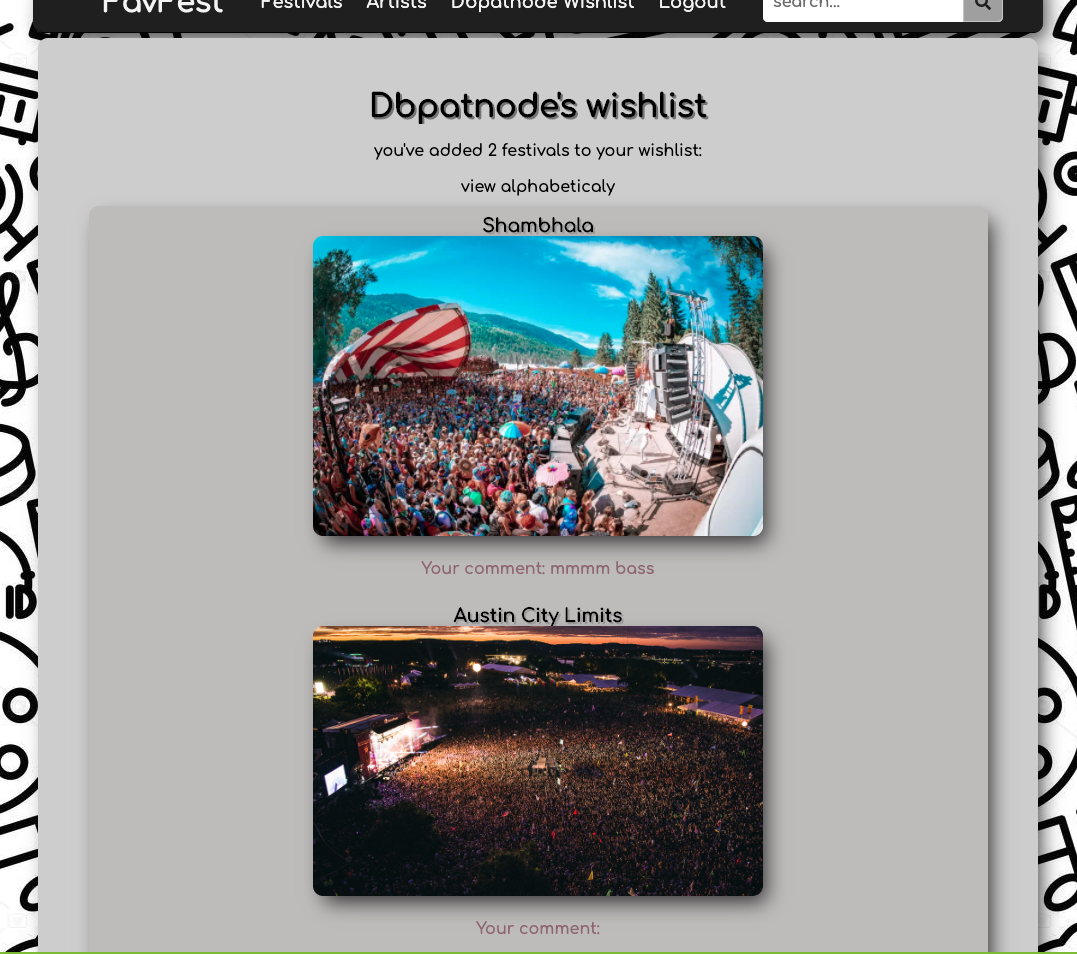 FavFest Festivals Artists Dbpatnode Wishlist Logout search...
Dbpatnode's wishlist
you've added 2 festivals to your wishlist:
view alphabeticaly
Shambhala
Your comment: mmmm bass
Austin City Limits
Your comment: